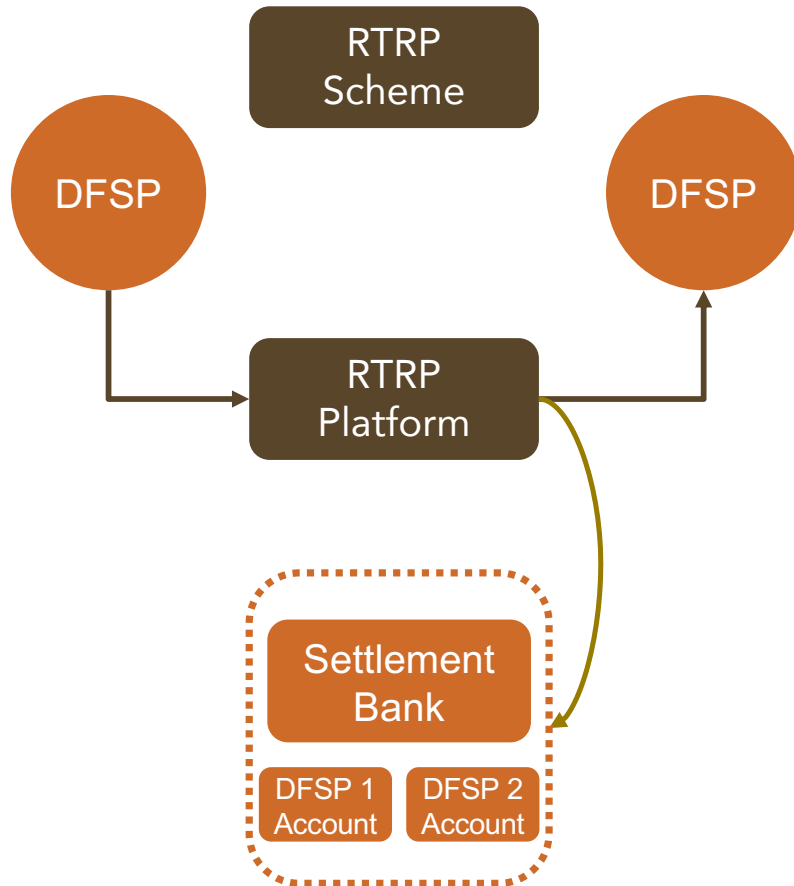 RTRP
Scheme
DFSP
DFSP
RTRP
Platform
Settlement
Bank
DFSP 1
Account
DFSP 2
Account